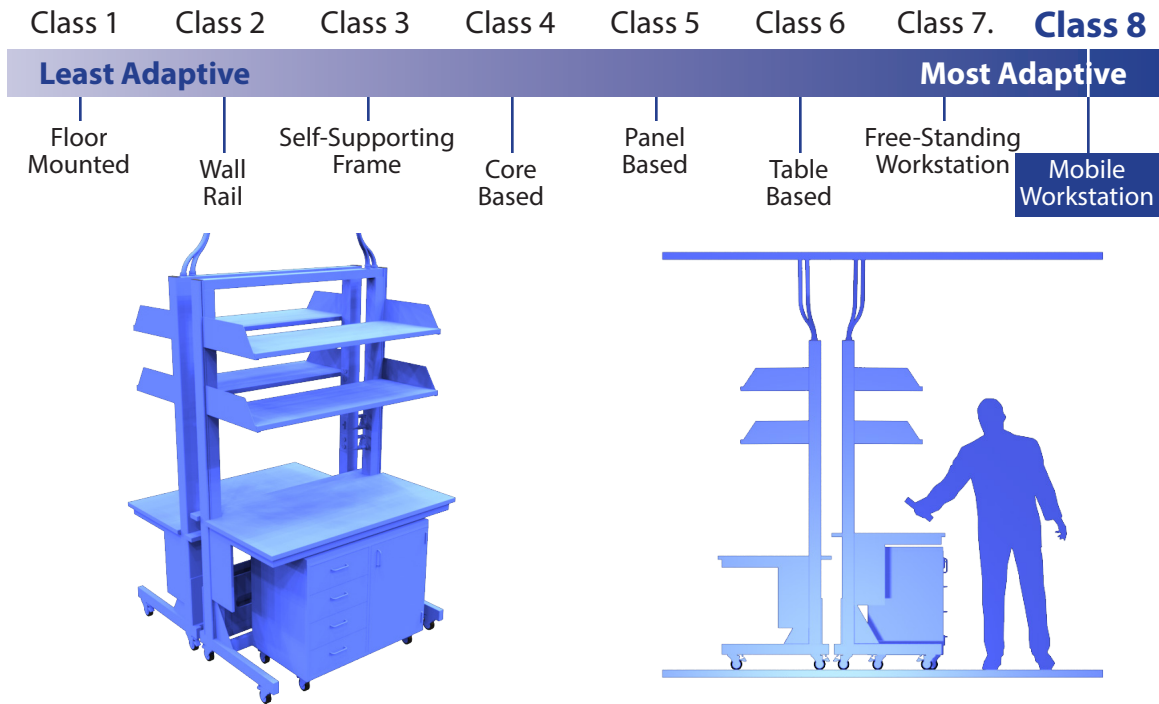 Class 1 Class 2 Class 3 Class 4 Class 5 Class 6 Class 7. Class 8
Least Adaptive Most Adaptive
Floor
Mounted
Wall
Rail
Self-Supporting
Frame
Core
Based
Panel
Based
Table
Based
Free-Standing
Workstation
Mobile
Workstation